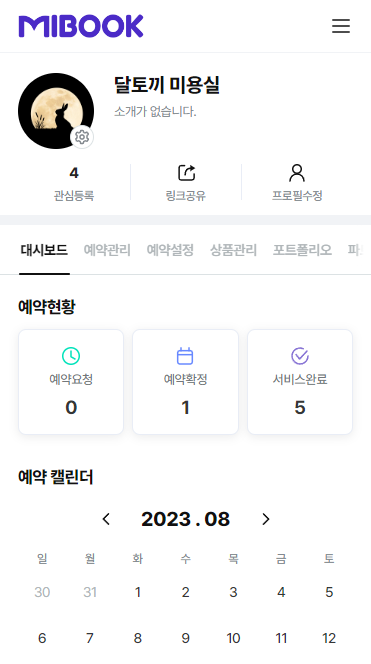 MIBOOK
달토끼 미용실
소개가 없습니다.
4
관심등록 링크공유 프로필수정
대시보드 예약관리 예약설정 상품관리 포트폴리오
예약현황
예약요청 예약확정 서비스완료
0 1 5
예약 캘린더
2023 . 08
일 월 화 수 목 금 토
30 31 1 2 3 4 5
6 7 8 9 10 11 12